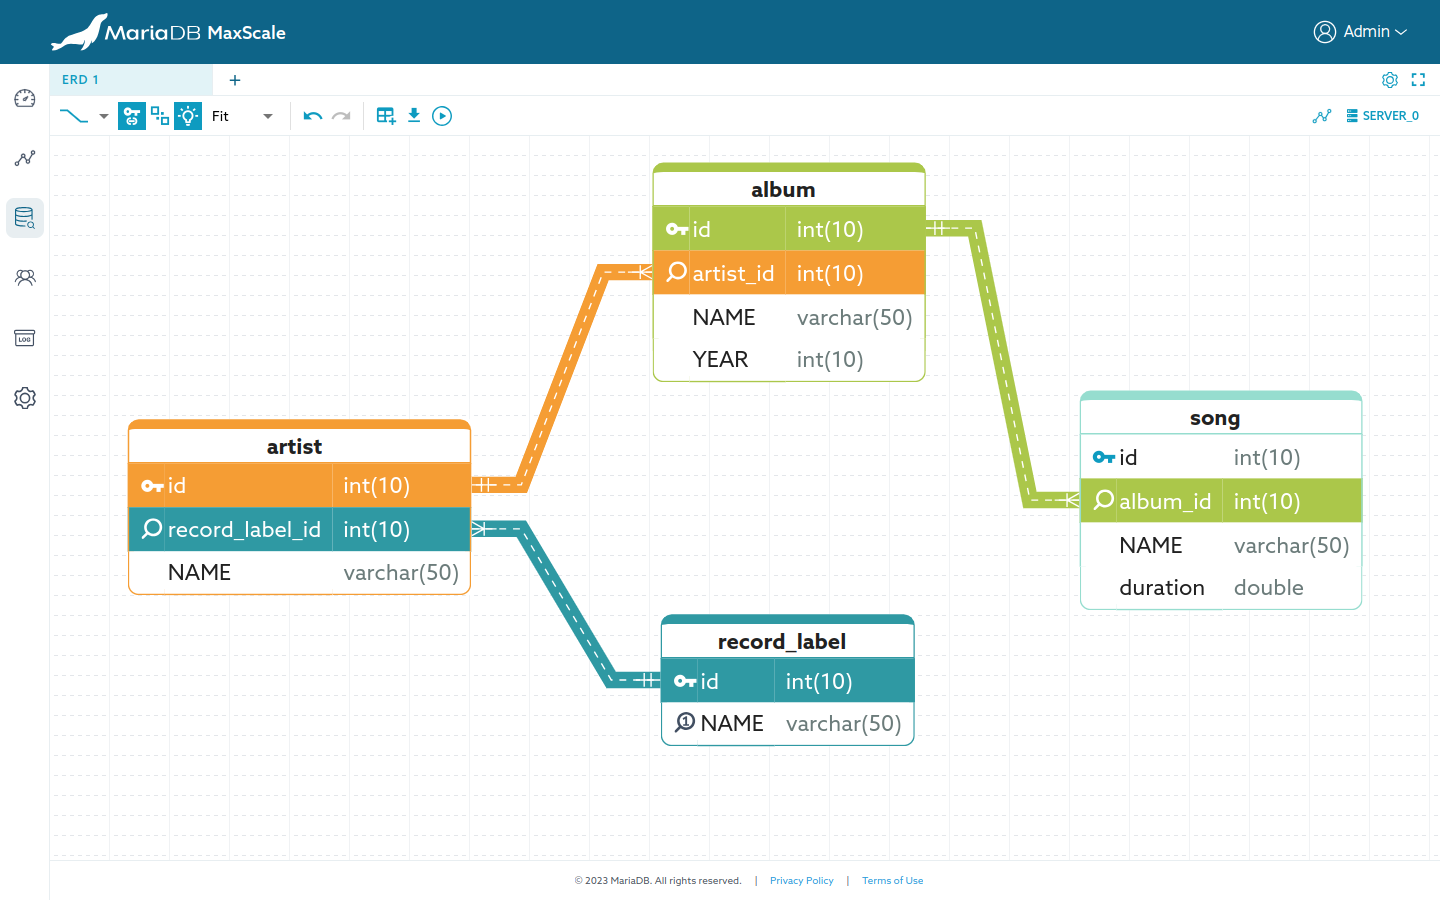 MariaDB MaxScale
Admin
ERD 1
+
Fit
SERVER_0
album
id int(10)
artist_id int(10)
NAME varchar(50)
YEAR int(10)
artist
id int(10)
record_label_id int(10)
NAME varchar(50)
song
id int(10)
album_id int(10)
NAME varchar(50)
duration double
record_label
id int(10)
1 NAME varchar(50)
LOG
© 2023 MariaDB. All rights reserved. | Privacy Policy | Terms of Use